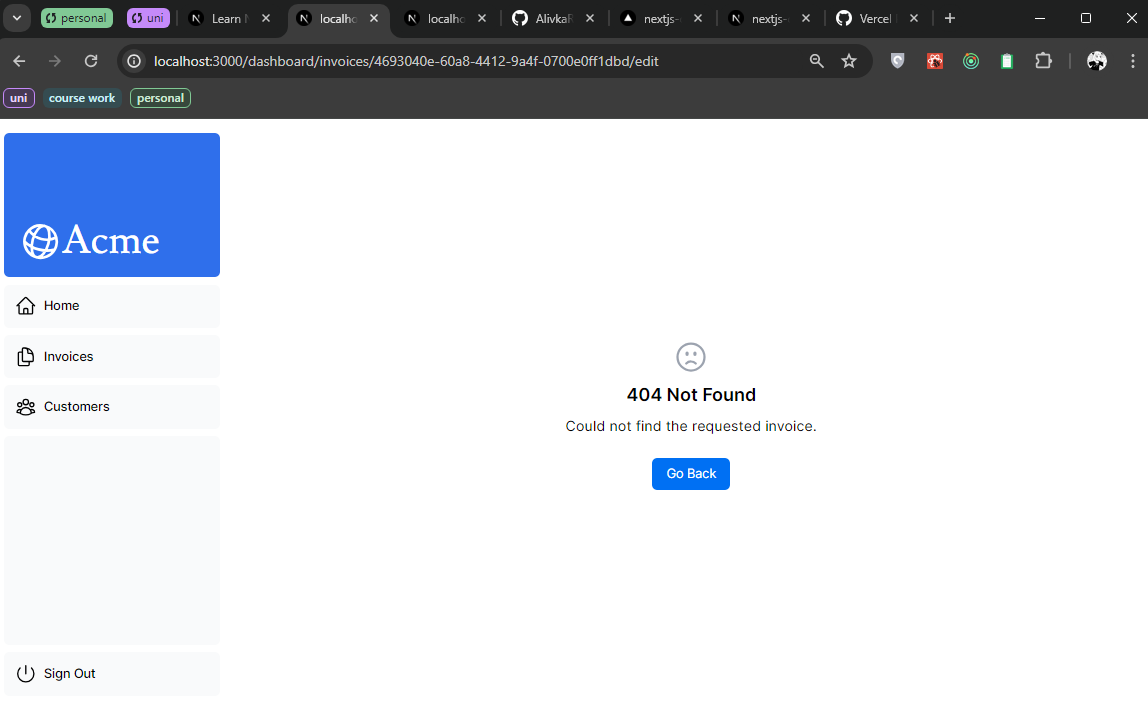 personal uni Learn N localho localho AlivkaR nextjs- nextjs- Vercel
localhost:3000/dashboard/invoices/4693040e-60a8-4412-9a4f-0700e0ff1dbd/edit
uni course work personal
Acme
Home
Invoices
Customers
404 Not Found
Could not find the requested invoice.
Go Back
Sign Out